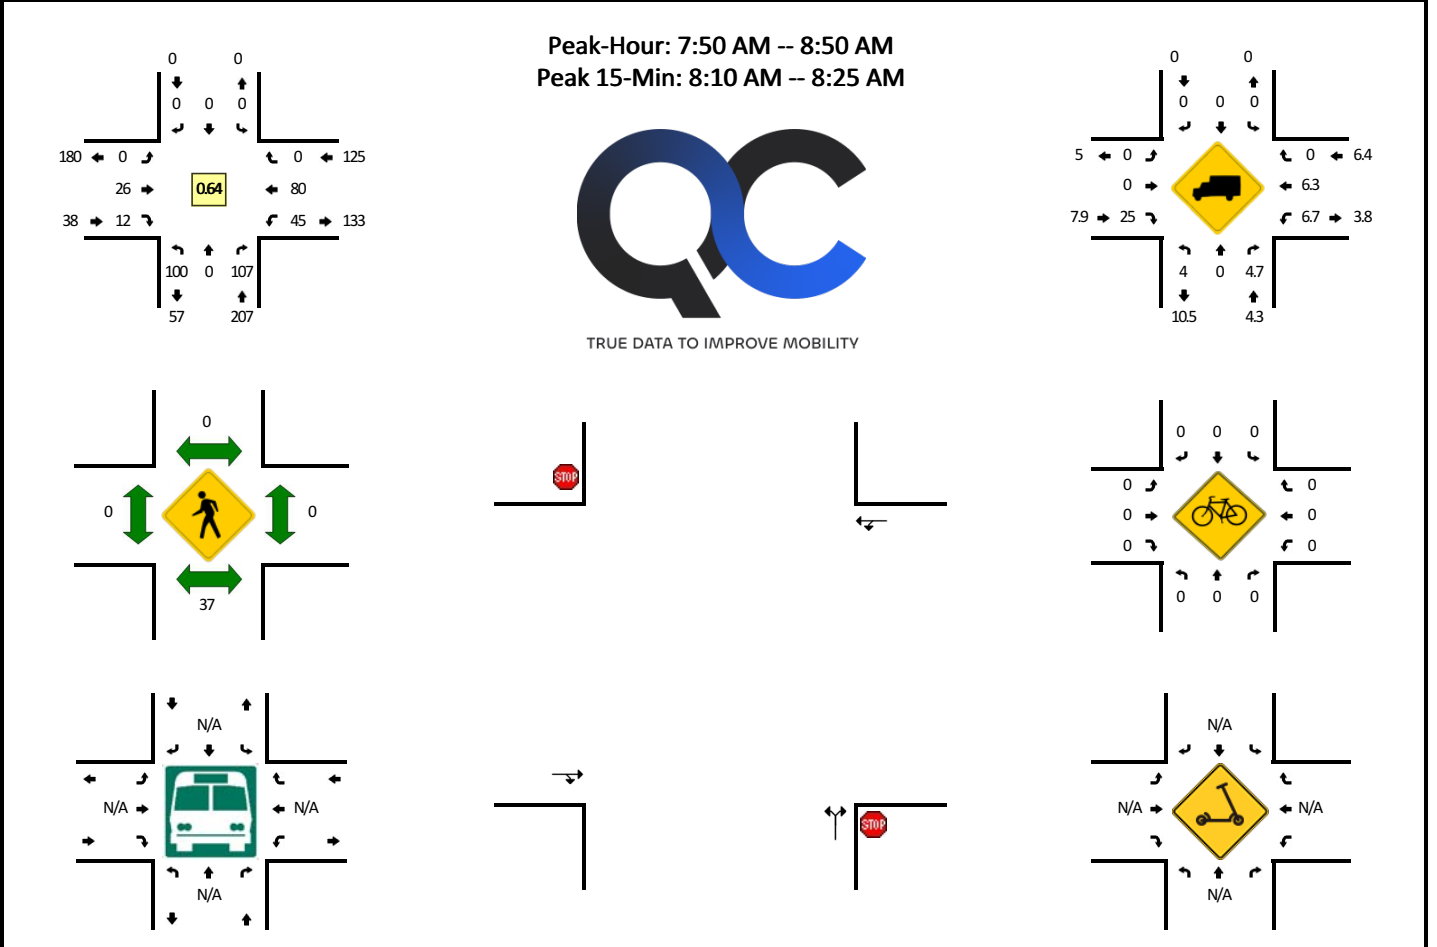 Peak-Hour: 7:50 AM -- 8:50 AM
Peak 15-Min: 8:10 AM -- 8:25 AM
0 0
0 0 0
180 0 0 125
26 0.64 80
38 12 45 133
100 0 107
57 207
TRUE DATA TO IMPROVE MOBILITY
0 0
0 0 0
5 0 0 6.4
0 6.3
7.9 25 6.7 3.8
4 0 4.7
10.5 4.3
0
0 0
37
STOP
STOP
0 0 0
0 0
0 0
0 0
0 0 0
N/A
N/A N/A
N/A
N/A
N/A N/A
N/A